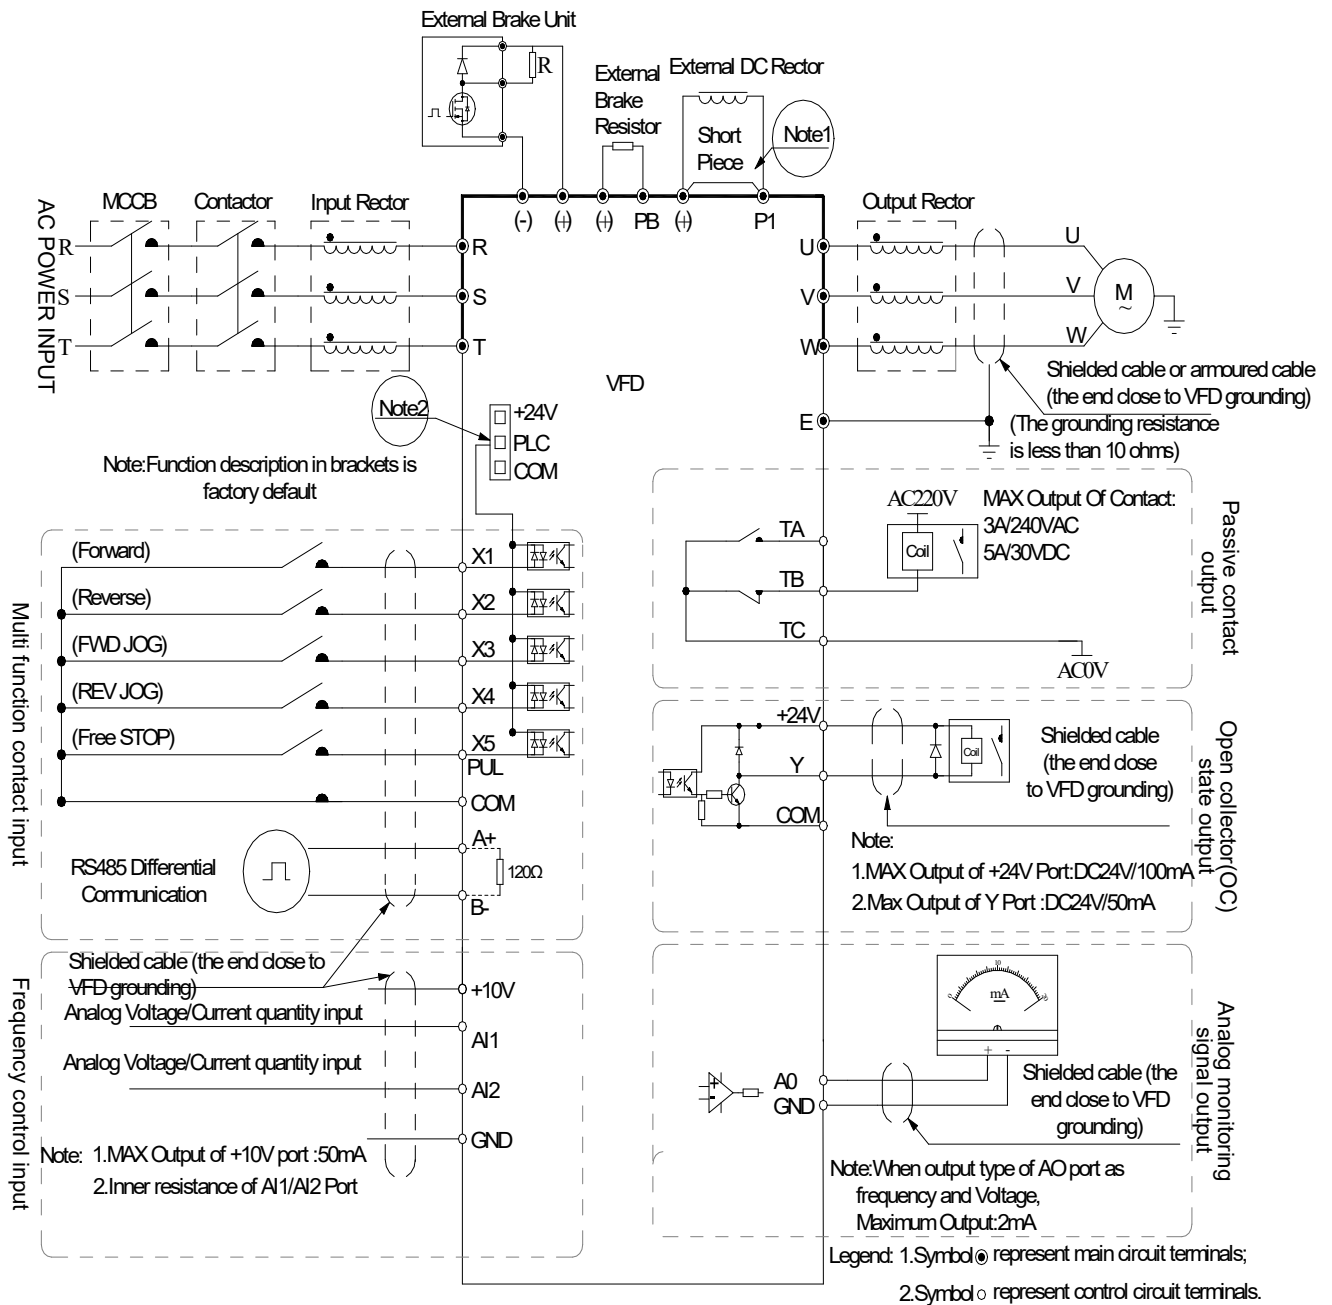 External Brake Unit
R
External
Brake
Resistor
External DC Rector
Short
Piece
Note1
MCCB
Contactor
Input Rector
(-)
(+)
(+)
PB
(+)
P1
Output Rector
AC POWER INPUT
R
S
T
R
S
T
U
V
W
U
V
W
M
~
VFD
E
Shielded cable or armoured cable
(the end close to VFD grounding)
(The grounding resistance
is less than 10 ohms)
Note2
+24V
PLC
COM
Note:Function description in brackets is
factory default
Multi function contact input
(Forward)
X1
(Reverse)
X2
(FWD JOG)
X3
(REV JOG)
X4
(Free STOP)
X5
PUL
COM
RS485 Differential
Communication
A+
120Ω
B-
Shielded cable (the end close to
VFD grounding)
Frequency control input
+10V
Analog Voltage/Current quantity input
AI1
Analog Voltage/Current quantity input
AI2
GND
Note: 1.MAX Output of +10V port :50mA
2.Inner resistance of AI1/AI2 Port
Passive contact
output
TA
TB
TC
AC220V
Coil
MAX Output Of Contact:
3A/240VAC
5A/30VDC
AC0V
Open collector(OC)
state output
+24V
Y
COM
Coil
Shielded cable
(the end close
to VFD grounding)
Note:
1.MAX Output of +24V Port:DC24V/100mA
2.Max Output of Y Port :DC24V/50mA
Analog monitoring
signal output
0
10
20
mA
+ -
A0
GND
Shielded cable (the
end close to VFD
grounding)
Note:When output type of AO port as
frequency and Voltage,
Maximum Output:2mA
Legend: 1.Symbol represent main circuit terminals;
2.Symbol represent control circuit terminals.